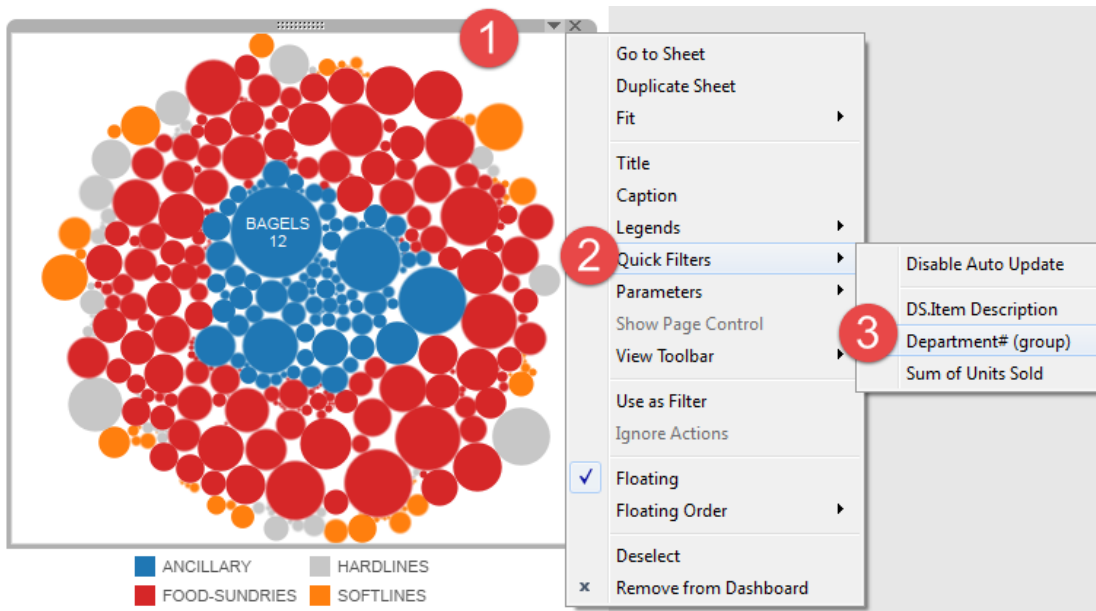 1
BAGELS
12
ANCILLARY
HARDLINES
FOOD-SUNDRIES
SOFTLINES
Go to Sheet
Duplicate Sheet
Fit
Title
Caption
Legends
2
Quick Filters
Parameters
Show Page Control
View Toolbar
Use as Filter
Ignore Actions
Floating
Floating Order
Deselect
x Remove from Dashboard
Disable Auto Update
DS.Item Description
3
Department# (group)
Sum of Units Sold